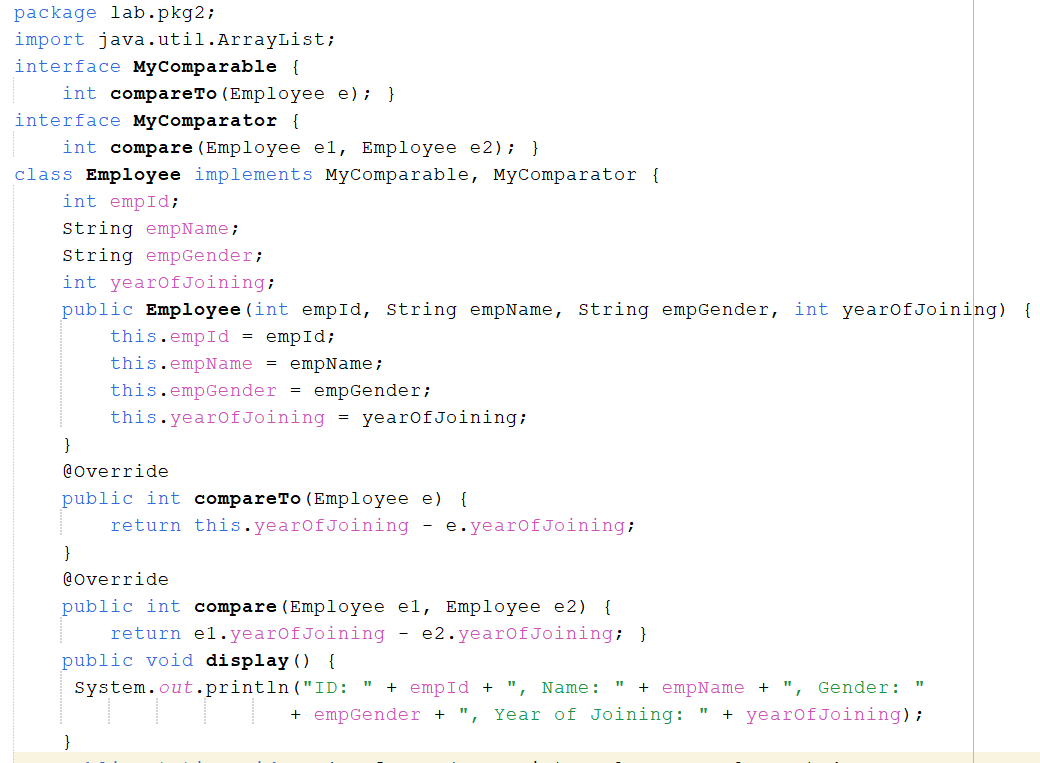 package lab.pkg2;
import java.util.ArrayList;
interface MyComparable {
    int compareTo(Employee e); }
interface MyComparator {
    int compare(Employee e1, Employee e2); }
class Employee implements MyComparable, MyComparator {
    int empId;
    String empName;
    String empGender;
    int yearOfJoining;
    public Employee(int empId, String empName, String empGender, int yearOfJoining) {
        this.empId = empId;
        this.empName = empName;
        this.empGender = empGender;
        this.yearOfJoining = yearOfJoining;
    }
    @Override
    public int compareTo(Employee e) {
        return this.yearOfJoining - e.yearOfJoining;
    }
    @Override
    public int compare(Employee e1, Employee e2) {
        return e1.yearOfJoining - e2.yearOfJoining; }
    public void display() {
     System.out.println("ID: " + empId + ", Name: " + empName + ", Gender: "
                       + empGender + ", Year of Joining: " + yearOfJoining);
    }